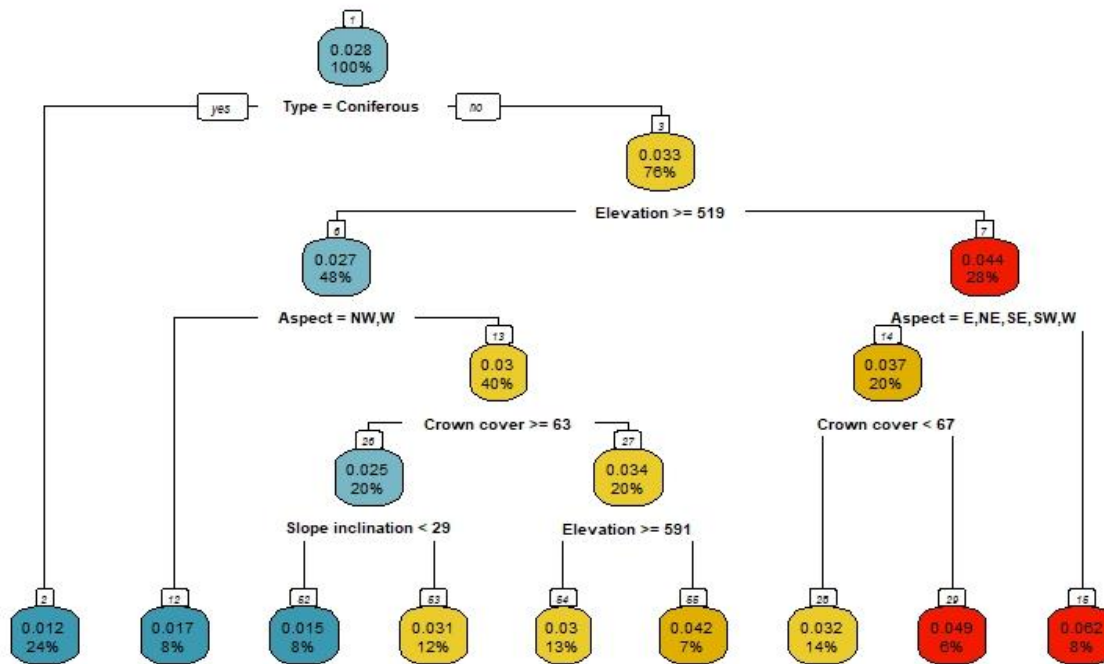 1
0.028
100%
yes Type = Coniferous no
3
0.033
76%
Elevation >= 519
6 7
0.027 0.044
48% 28%
Aspect = NW,W Aspect = E,NE,SE,SW,W
13 14
0.03 0.037
40% 20%
Crown cover >= 63 Crown cover < 67
26 27
0.025 0.034
20% 20%
Slope inclination < 29 Elevation >= 591
2 12 52 53 54 55 28 29 15
0.012 0.017 0.015 0.031 0.03 0.042 0.032 0.049 0.062
24% 8% 8% 12% 13% 7% 14% 6% 8%